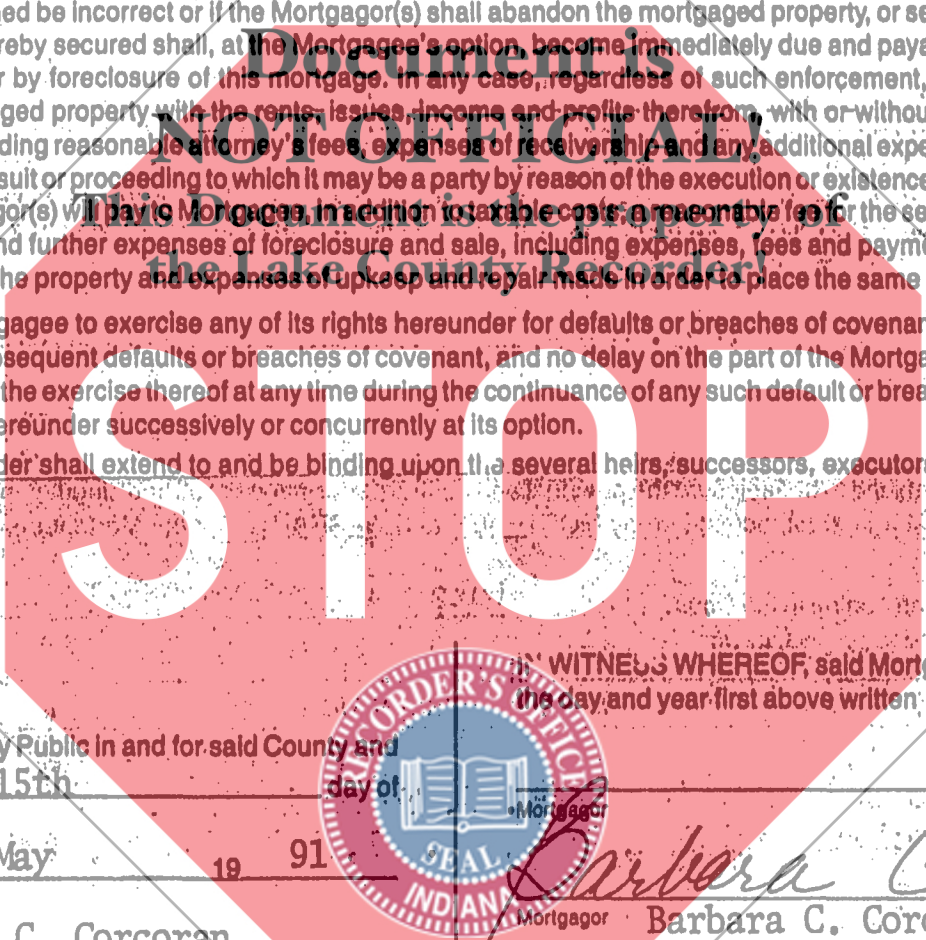 ed be incorrect or if the Mortgagor(s) shall abandon the mortgaged property, or se
reby secured shall, at the Mortgagee's option, become immediately due and paya
Document is
r by foreclosure of this mortgage. In any case, regardless of such enforcement,
ged property with the rents, issues, income and profits therefrom, with or withou
NOT OFFICIAL!
ding reasonable attorney's fees, expenses of receivership and any additional expe
suit or proceeding to which it may be a party by reason of the execution or existence
gor(s) will pay to Mortgagee, in addition to taxable costs a reasonable fee for the se
This Document is the property of
nd further expenses of foreclosure and sale, including expenses, fees and payme
the Lake County Recorder!
he property and expenses of upkeep and repair made in order to place the same
gagee to exercise any of its rights hereunder for defaults or breaches of covenan
sequent defaults or breaches of covenant, and no delay on the part of the Mortga
the exercise thereof at any time during the continuance of any such default or brea
ereunder successively or concurrently at its option.
der shall extend to and be binding upon the several heirs, successors, executors
STOP
IN WITNESS WHEREOF, said Mort
the day and year first above written
RECORDER'S OFFICE
SEAL
INDIANA
y Public in and for said County and
15th day of
Mortgagor
May 19 91
Barbara C
Mortgagor Barbara C. Corc
C. Corcoran